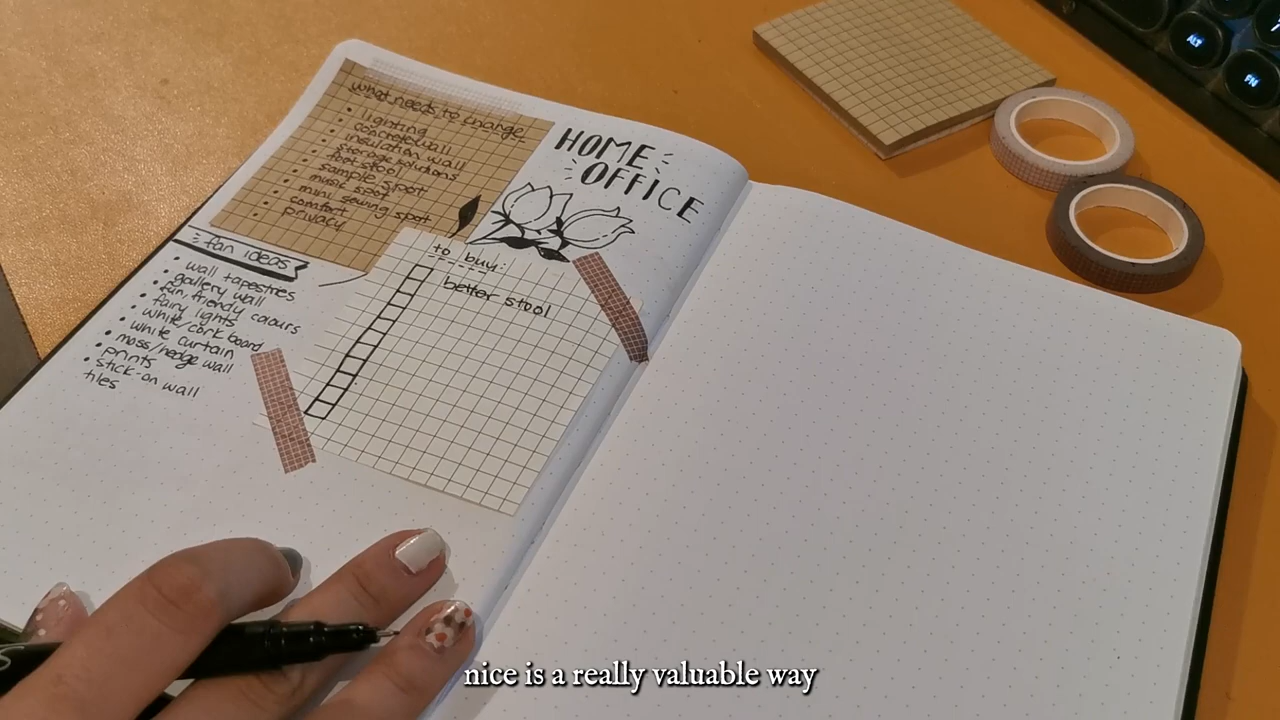 what needs to change
• lighting
• concrete wall
• insulation wall
• storage solutions
• foot stool
• sample spot
• music spot
• mini sewing spot
• comfort
• privacy
HOME
OFFICE
fan ideas
• wall tapestries
• gallery wall
• fun, friendly colours
• fairy lights
• white/cork board
• white curtain
• moss/hedge wall
• prints
• stick-on wall
tiles
to buy:
better stool
ALT
FN
nice is a really valuable way